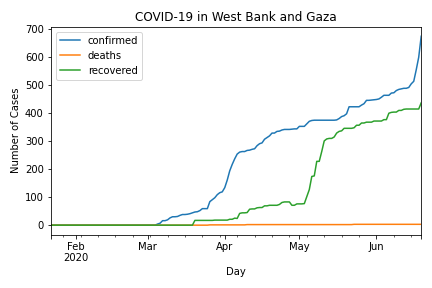 COVID-19 in West Bank and Gaza
700
600
500
400
300
200
100
0
Number of Cases
confirmed
deaths
recovered
Feb Mar Apr May Jun
2020
Day